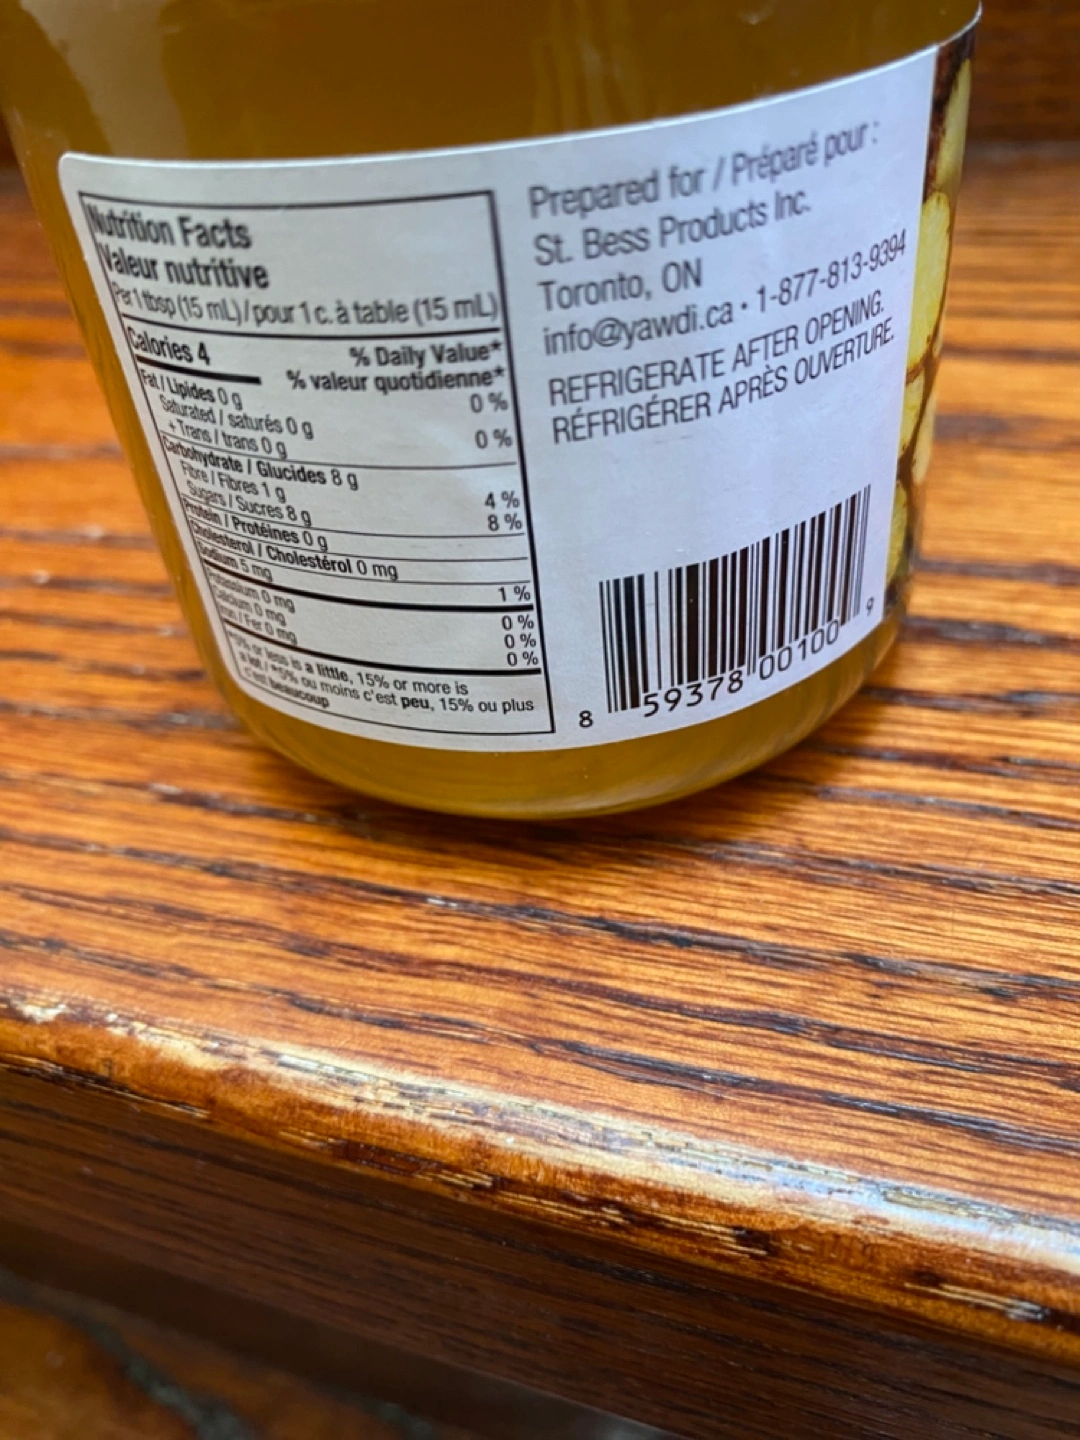 Nutrition Facts
Valeur nutritive
Per 1 tbsp (15 mL) / pour 1 c. à table (15 mL)
Calories 4
% Daily Value*
% valeur quotidienne*
Fat / Lipides 0 g 0 %
Saturated / saturés 0 g
+ Trans / trans 0 g 0 %
Carbohydrate / Glucides 8 g
Fibre / Fibres 1 g 4 %
Sugars / Sucres 8 g 8 %
Protein / Protéines 0 g
Cholesterol / Cholestérol 0 mg
Sodium 5 mg 1 %
Potassium 0 mg 0 %
Calcium 0 mg 0 %
Iron / Fer 0 mg 0 %
*5% or less is a little, 15% or more is
a lot / *5% ou moins c'est peu, 15% ou plus
c'est beaucoup
Prepared for / Préparé pour :
St. Bess Products Inc.
Toronto, ON
info@yawdi.ca • 1-877-813-9394
REFRIGERATE AFTER OPENING.
RÉFRIGÉRER APRÈS OUVERTURE.
8 59378 00100 9